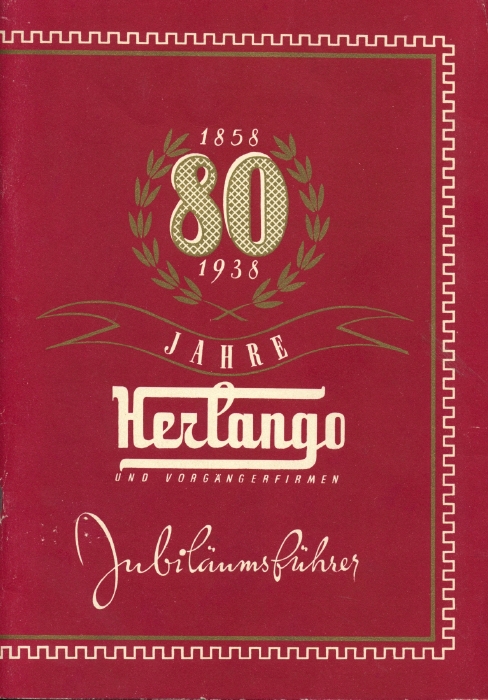 1858
80
1938
JAHRE
Herlango
UND VORGÄNGERFIRMEN
Jubiläumsführer